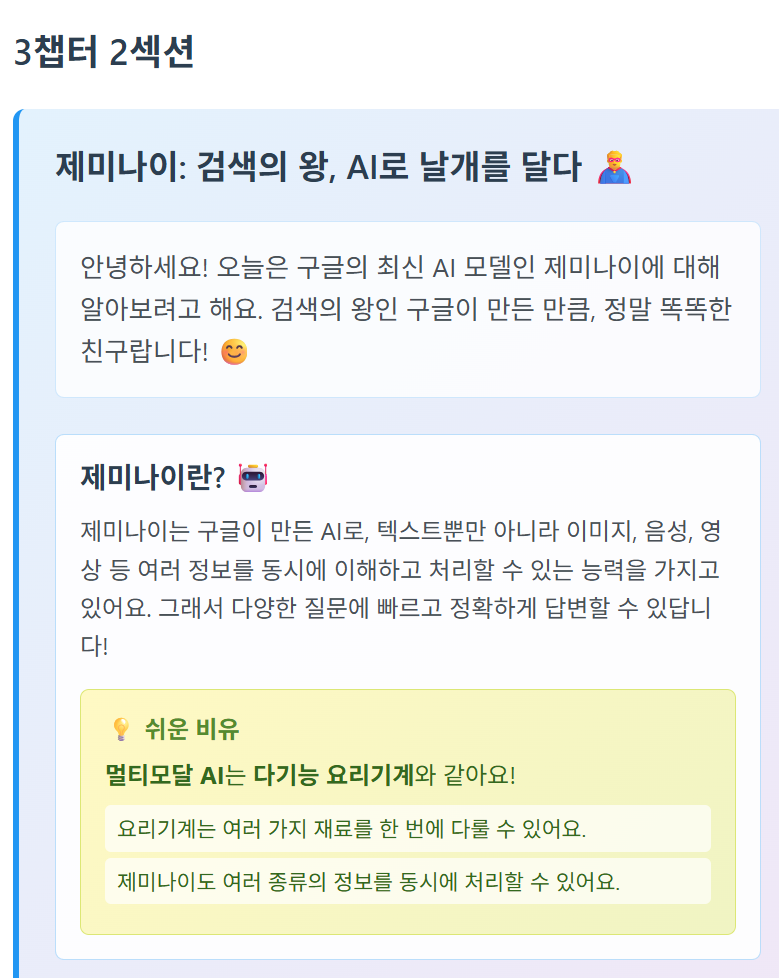 3챕터 2섹션
제미나이: 검색의 왕, AI로 날개를 달다 🦸
안녕하세요! 오늘은 구글의 최신 AI 모델인 제미나이에 대해
알아보려고 해요. 검색의 왕인 구글이 만든 만큼, 정말 똑똑한
친구랍니다! 😊
제미나이란? 🤖
제미나이는 구글이 만든 AI로, 텍스트뿐만 아니라 이미지, 음성, 영
상 등 여러 정보를 동시에 이해하고 처리할 수 있는 능력을 가지고
있어요. 그래서 다양한 질문에 빠르고 정확하게 답변할 수 있답니
다!
💡 쉬운 비유
멀티모달 AI는 다기능 요리기계와 같아요!
요리기계는 여러 가지 재료를 한 번에 다룰 수 있어요.
제미나이도 여러 종류의 정보를 동시에 처리할 수 있어요.